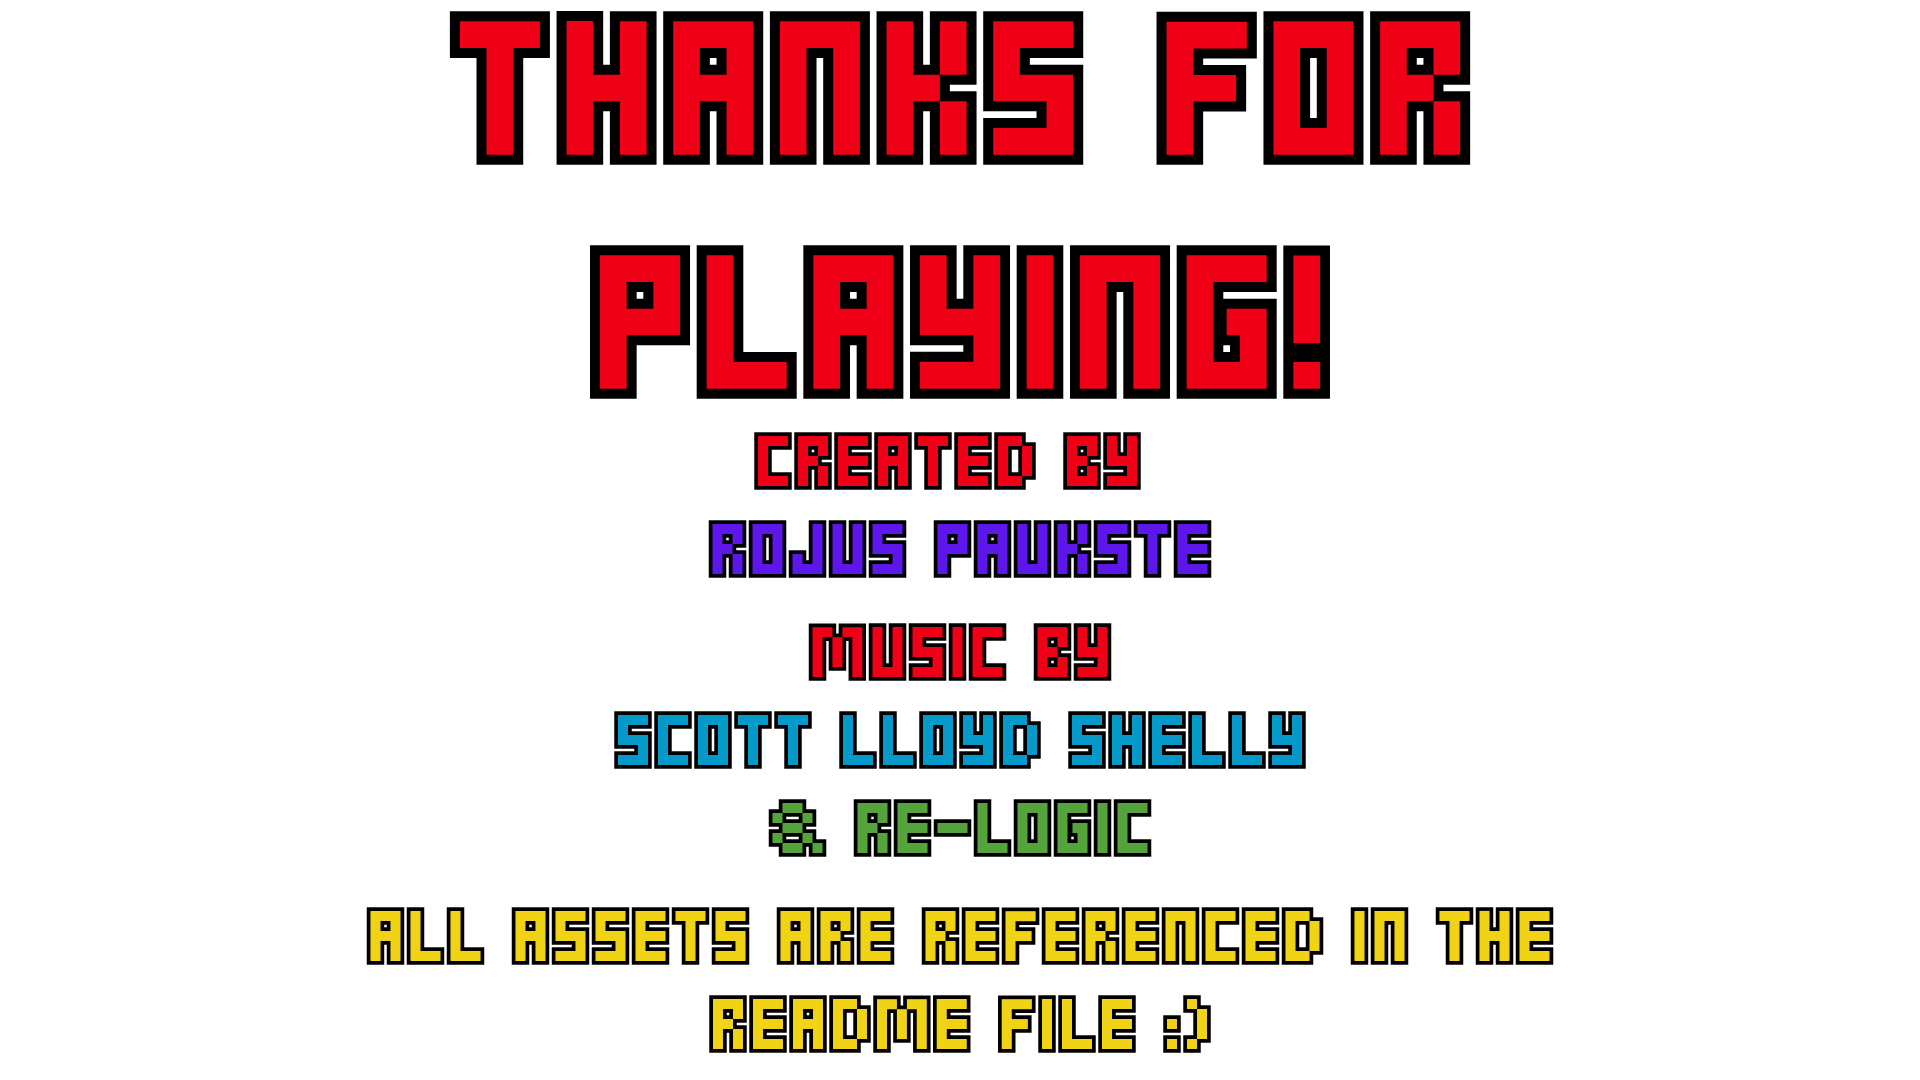 THANKS FOR
PLAYING!
CREATED BY
ROJUS PAUKSTE
MUSIC BY
SCOTT LLOYD SHELLY
& RE-LOGIC
ALL ASSETS ARE REFERENCED IN THE
README FILE :)